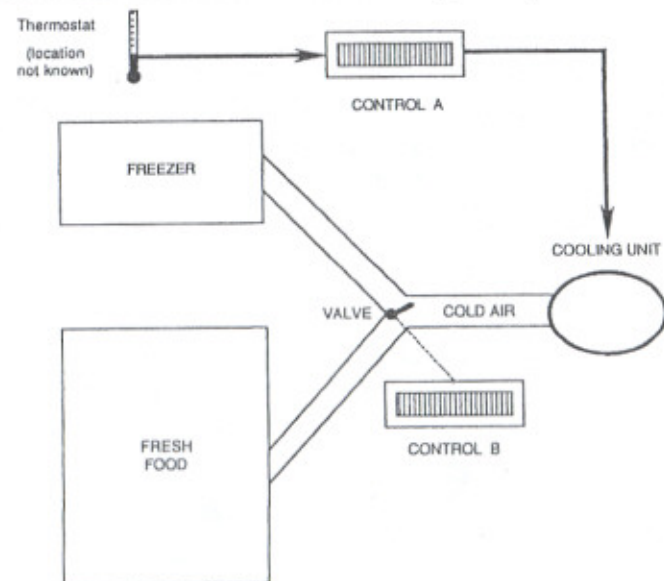 Thermostat
(location
not known)
CONTROL A
FREEZER
COOLING UNIT
VALVE
COLD AIR
CONTROL B
FRESH
FOOD